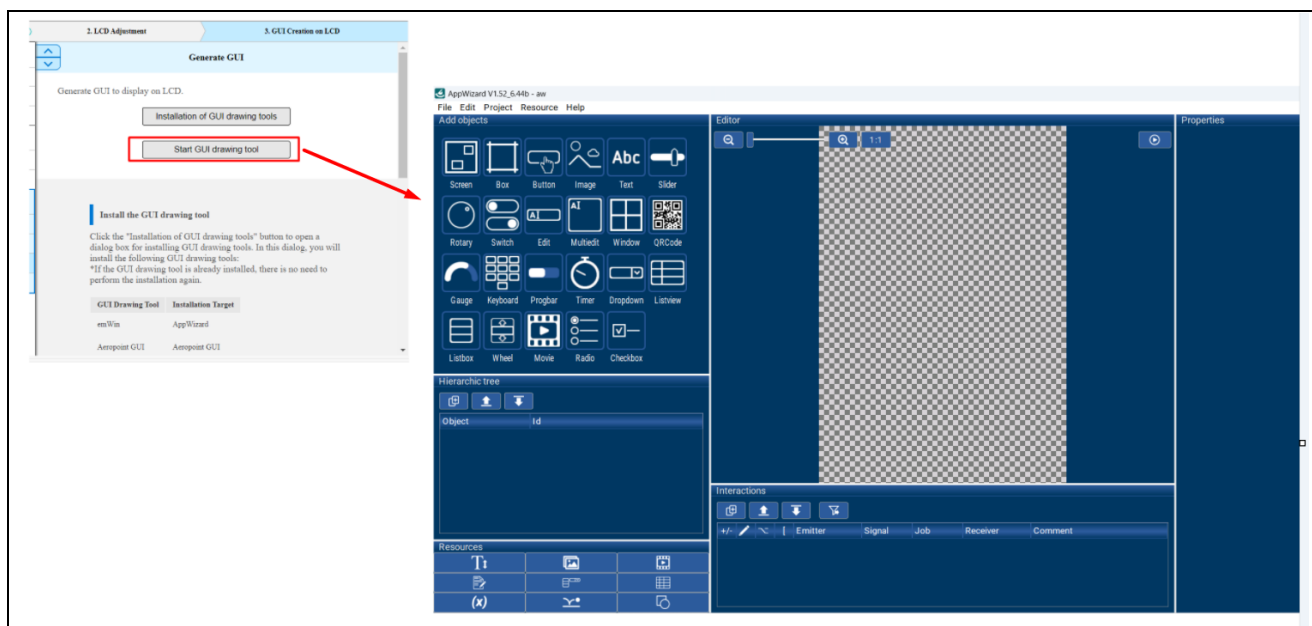 2. LCD Adjustment
3. GUI Creation on LCD
Generate GUI
Generate GUI to display on LCD.
Installation of GUI drawing tools
Start GUI drawing tool
Install the GUI drawing tool
Click the "Installation of GUI drawing tools" button to open a
dialog box for installing GUI drawing tools. In this dialog, you will
install the following GUI drawing tools:
*If the GUI drawing tool is already installed, there is no need to
perform the installation again.
GUI Drawing Tool Installation Target
emWin AppWizard
Aeropoint GUI Aeropoint GUI
AppWizard V1.52_6.44b - aw
File Edit Project Resource Help
Add objects
Abc
Screen Box Button Image Text Slider
A
AI
Rotary Switch Edit Multiedit Window QRCode
Gauge Keyboard Progbar Timer Dropdown Listview
Listbox Wheel Movie Radio Checkbox
Hierarchic tree
Object Id
Resources
(x)
Editor
1:1
Interactions
+/- Emitter Signal Job Receiver Comment
Properties